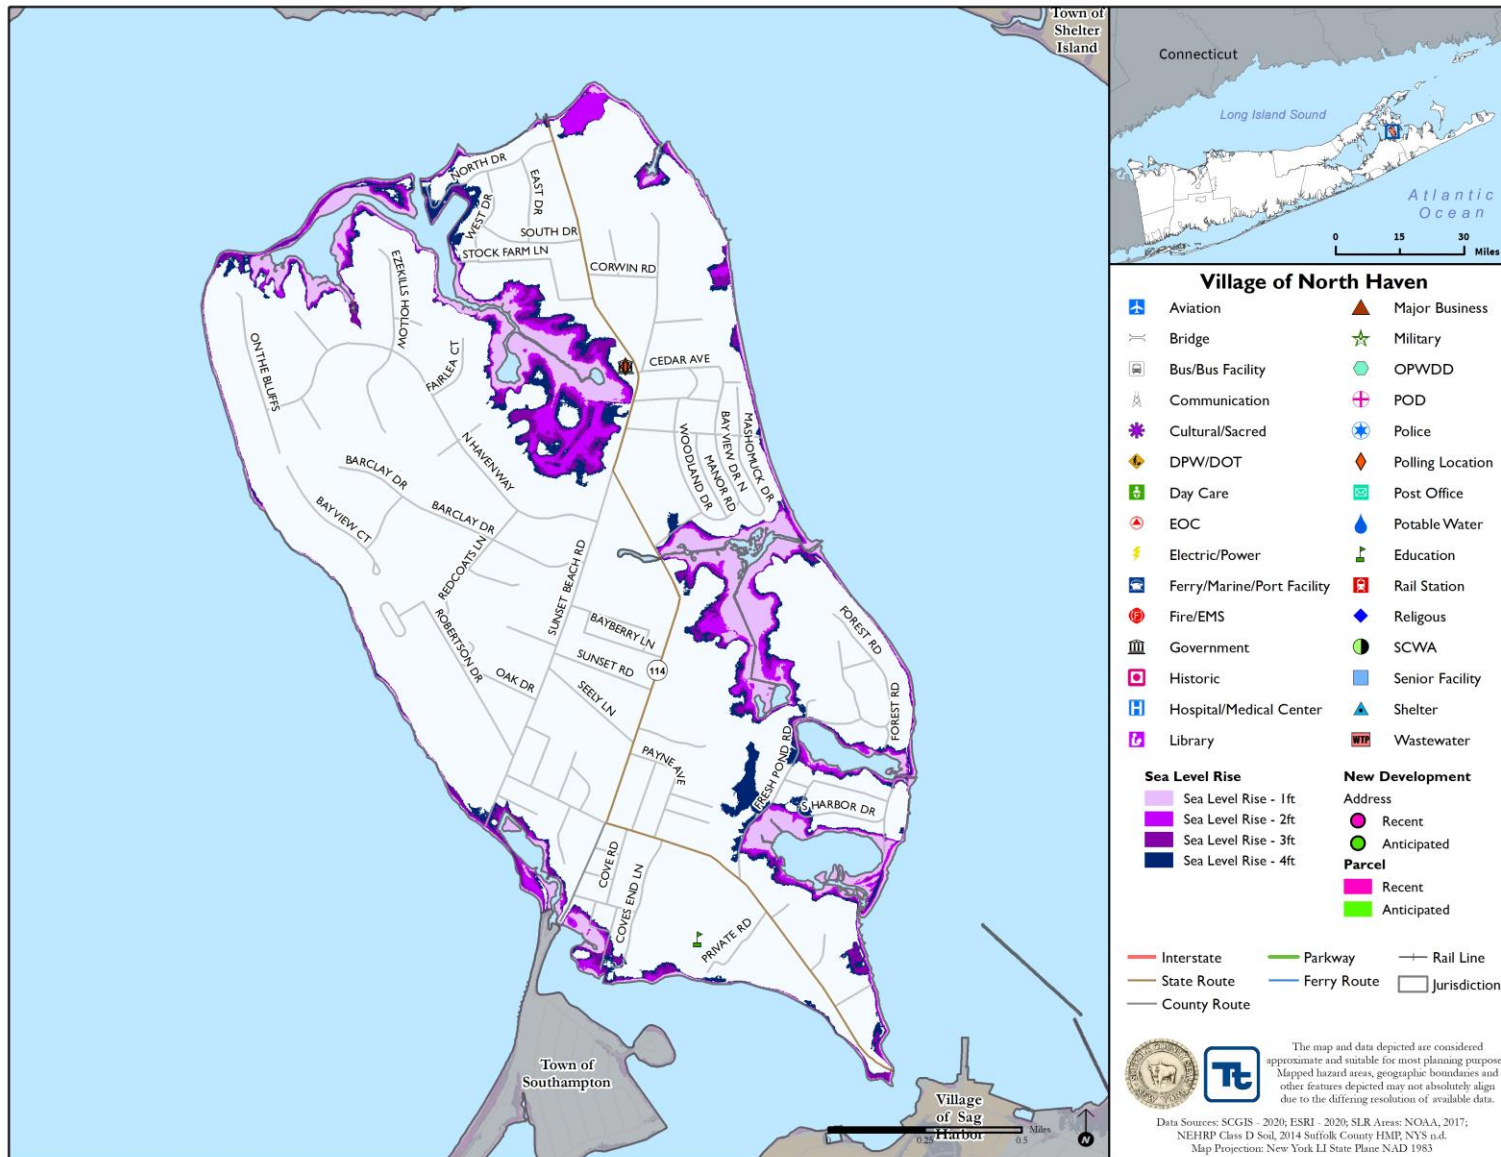 Town of
Shelter
Island
NORTH DR
EAST DR
WEST DR
SOUTH DR
STOCK FARM LN
CORWIN RD
EZEKILLS HOLLOW
ON THE BLUFFS
FAIRLEA CT
CEDAR AVE
MASHOMUCK DR
BAYVIEW DR N
MANOR RD
WOODLAND DR
N HAVENWAY
BARCLAY DR
BARCLAY DR
BAYVIEW CT
REDCOATS LN
SUNSET BEACH RD
ROBERTSON DR
BAYBERRY LN
SUNSET RD
114
OAK DR
SEELY LN
FOREST RD
FOREST RD
PAYNE AVE
FRESH POND RD
S HARBOR DR
COVE RD
COVES END LN
PRIVATE RD
Town of
Southampton
Village
of Sag
Harbor
Miles
0.25
0.5
N
Connecticut
Long Island Sound
Atlantic
Ocean
0 15 30
Miles
Village of North Haven
Aviation
Bridge
Bus/Bus Facility
Communication
Cultural/Sacred
DPW/DOT
Day Care
EOC
Electric/Power
Ferry/Marine/Port Facility
Fire/EMS
Government
Historic
Hospital/Medical Center
Library
Major Business
Military
OPWDD
POD
Police
Polling Location
Post Office
Potable Water
Education
Rail Station
Religous
SCWA
Senior Facility
Shelter
WTP Wastewater
Sea Level Rise
Sea Level Rise - 1ft
Sea Level Rise - 2ft
Sea Level Rise - 3ft
Sea Level Rise - 4ft
New Development
Address
Recent
Anticipated
Parcel
Recent
Anticipated
Interstate
State Route
County Route
Parkway
Ferry Route
Rail Line
Jurisdiction
Tt
The map and data depicted are considered
approximate and suitable for most planning purpose
Mapped hazard areas, geographic boundaries and
other features depicted may not absolutely align
due to the differing resolution of available data.
Data Sources: SCGIS - 2020; ESRI - 2020; SLR Areas: NOAA, 2017;
NEHRP Class D Soil, 2014 Suffolk County HMP, NYS n.d.
Map Projection: New York LI State Plane NAD 1983